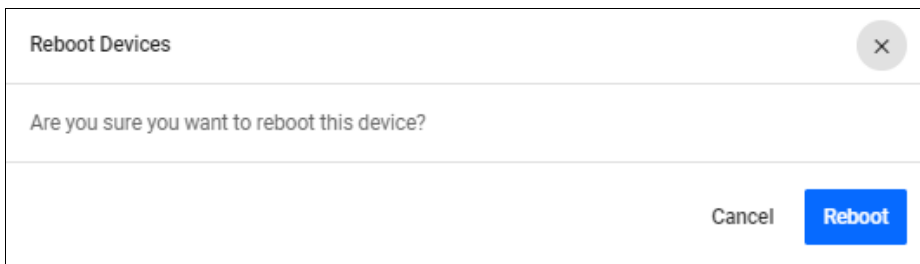 Reboot Devices
Are you sure you want to reboot this device?
Cancel Reboot